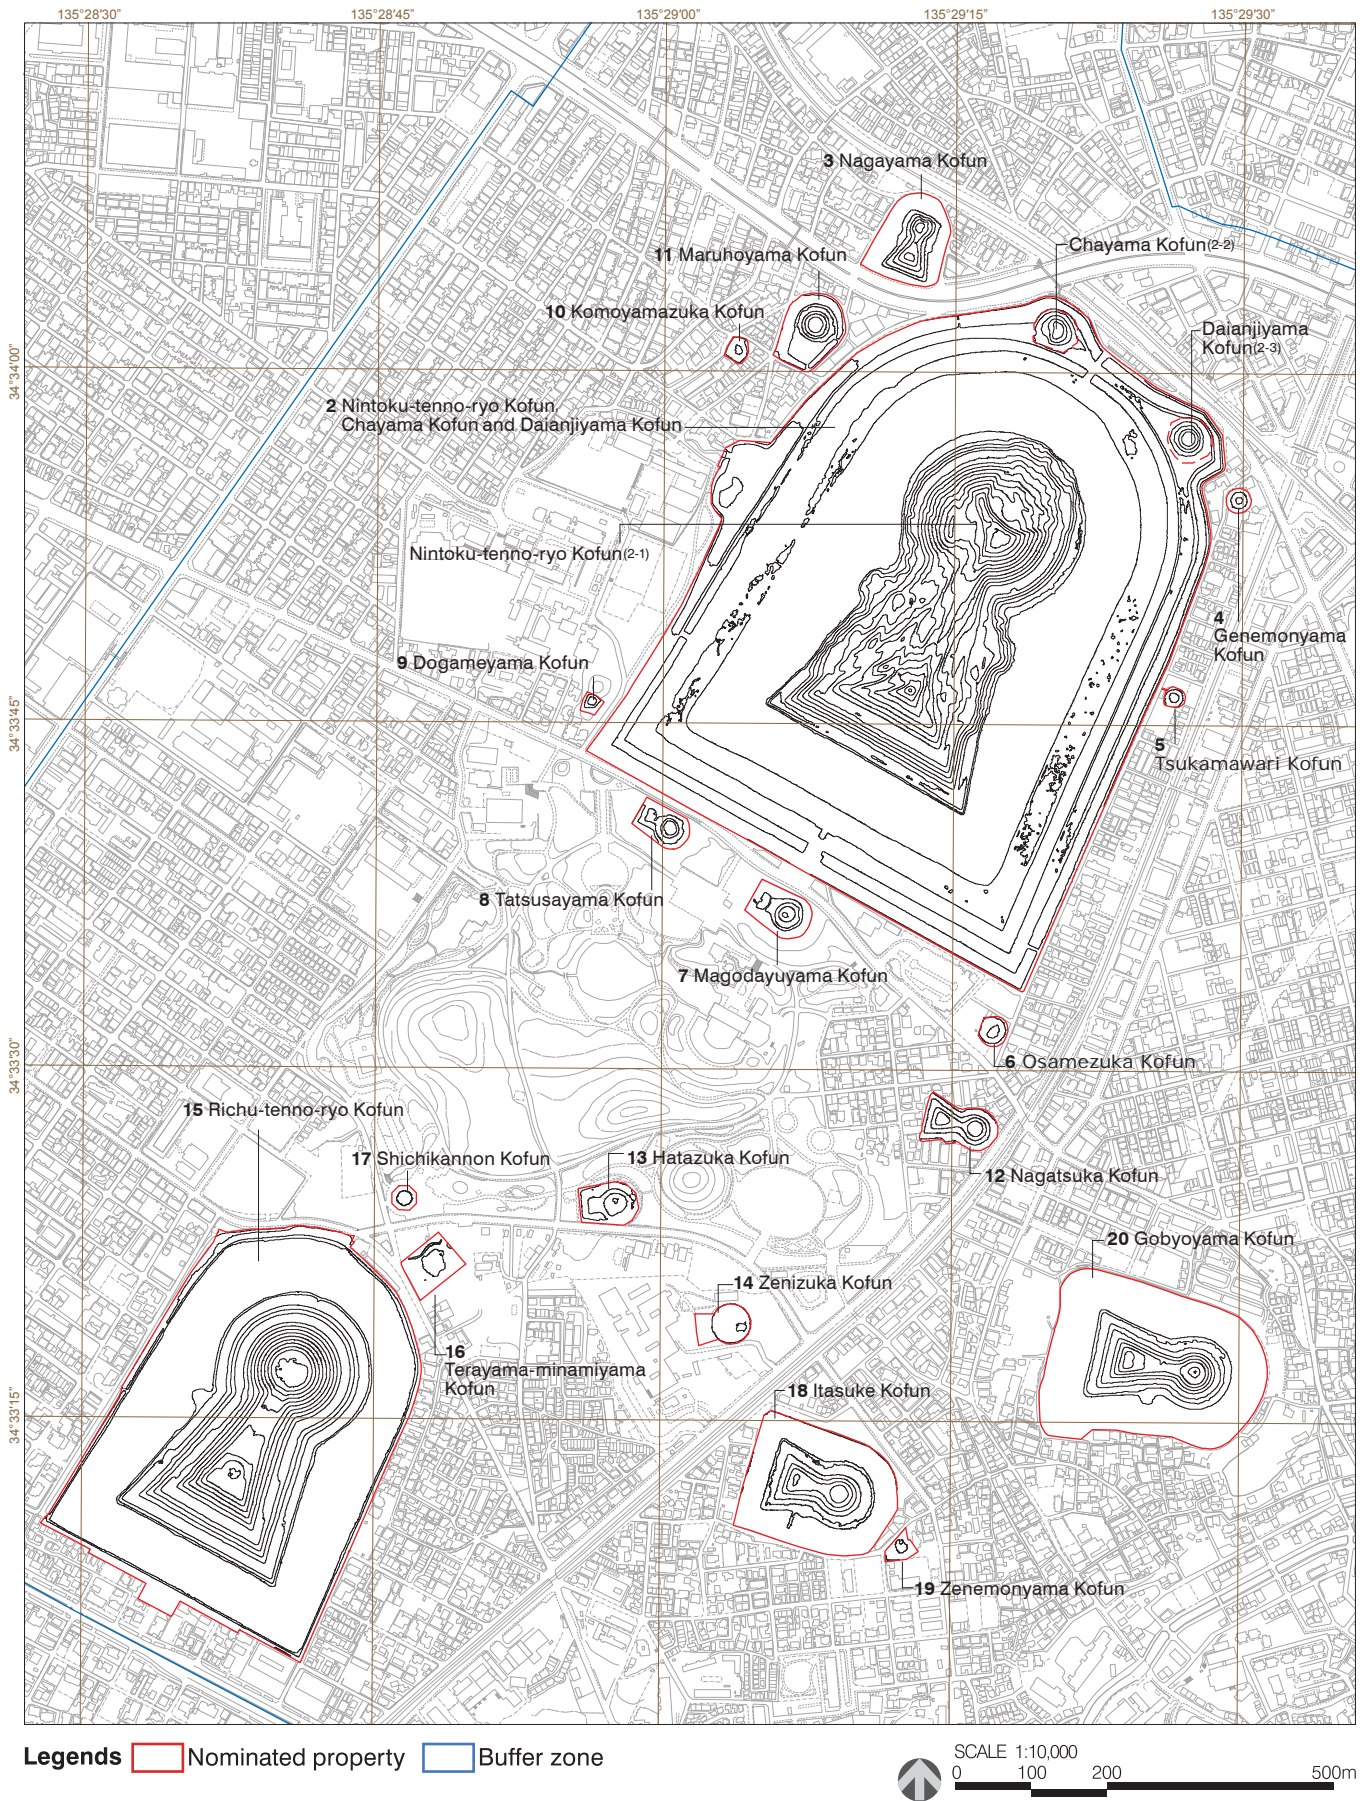 135°28'30"
135°28'45"
135°29'00"
135°29'15"
135°29'30"
3 Nagayama Kofun
Chayama Kofun(2-2)
11 Maruhoyama Kofun
10 Komoyamazuka Kofun
Daianjiyama
Kofun(2-3)
34°34'00"
2 Nintoku-tenno-ryo Kofun,
Chayama Kofun and Daianjiyama Kofun
Nintoku-tenno-ryo Kofun(2-1)
4
Genemonyama
Kofun
9 Dogameyama Kofun
34°33'45"
5
Tsukamawari Kofun
8 Tatsusayama Kofun
7 Magodayuyama Kofun
34°33'30"
6 Osamezuka Kofun
15 Richu-tenno-ryo Kofun
17 Shichikannon Kofun
13 Hatazuka Kofun
12 Nagatsuka Kofun
20 Gobyoyama Kofun
14 Zenizuka Kofun
16
Terayama-minamiyama
Kofun
18 Itasuke Kofun
34°33'15"
19 Zenemonyama Kofun
Legends
Nominated property
Buffer zone
SCALE 1:10,000
0 100 200 500m